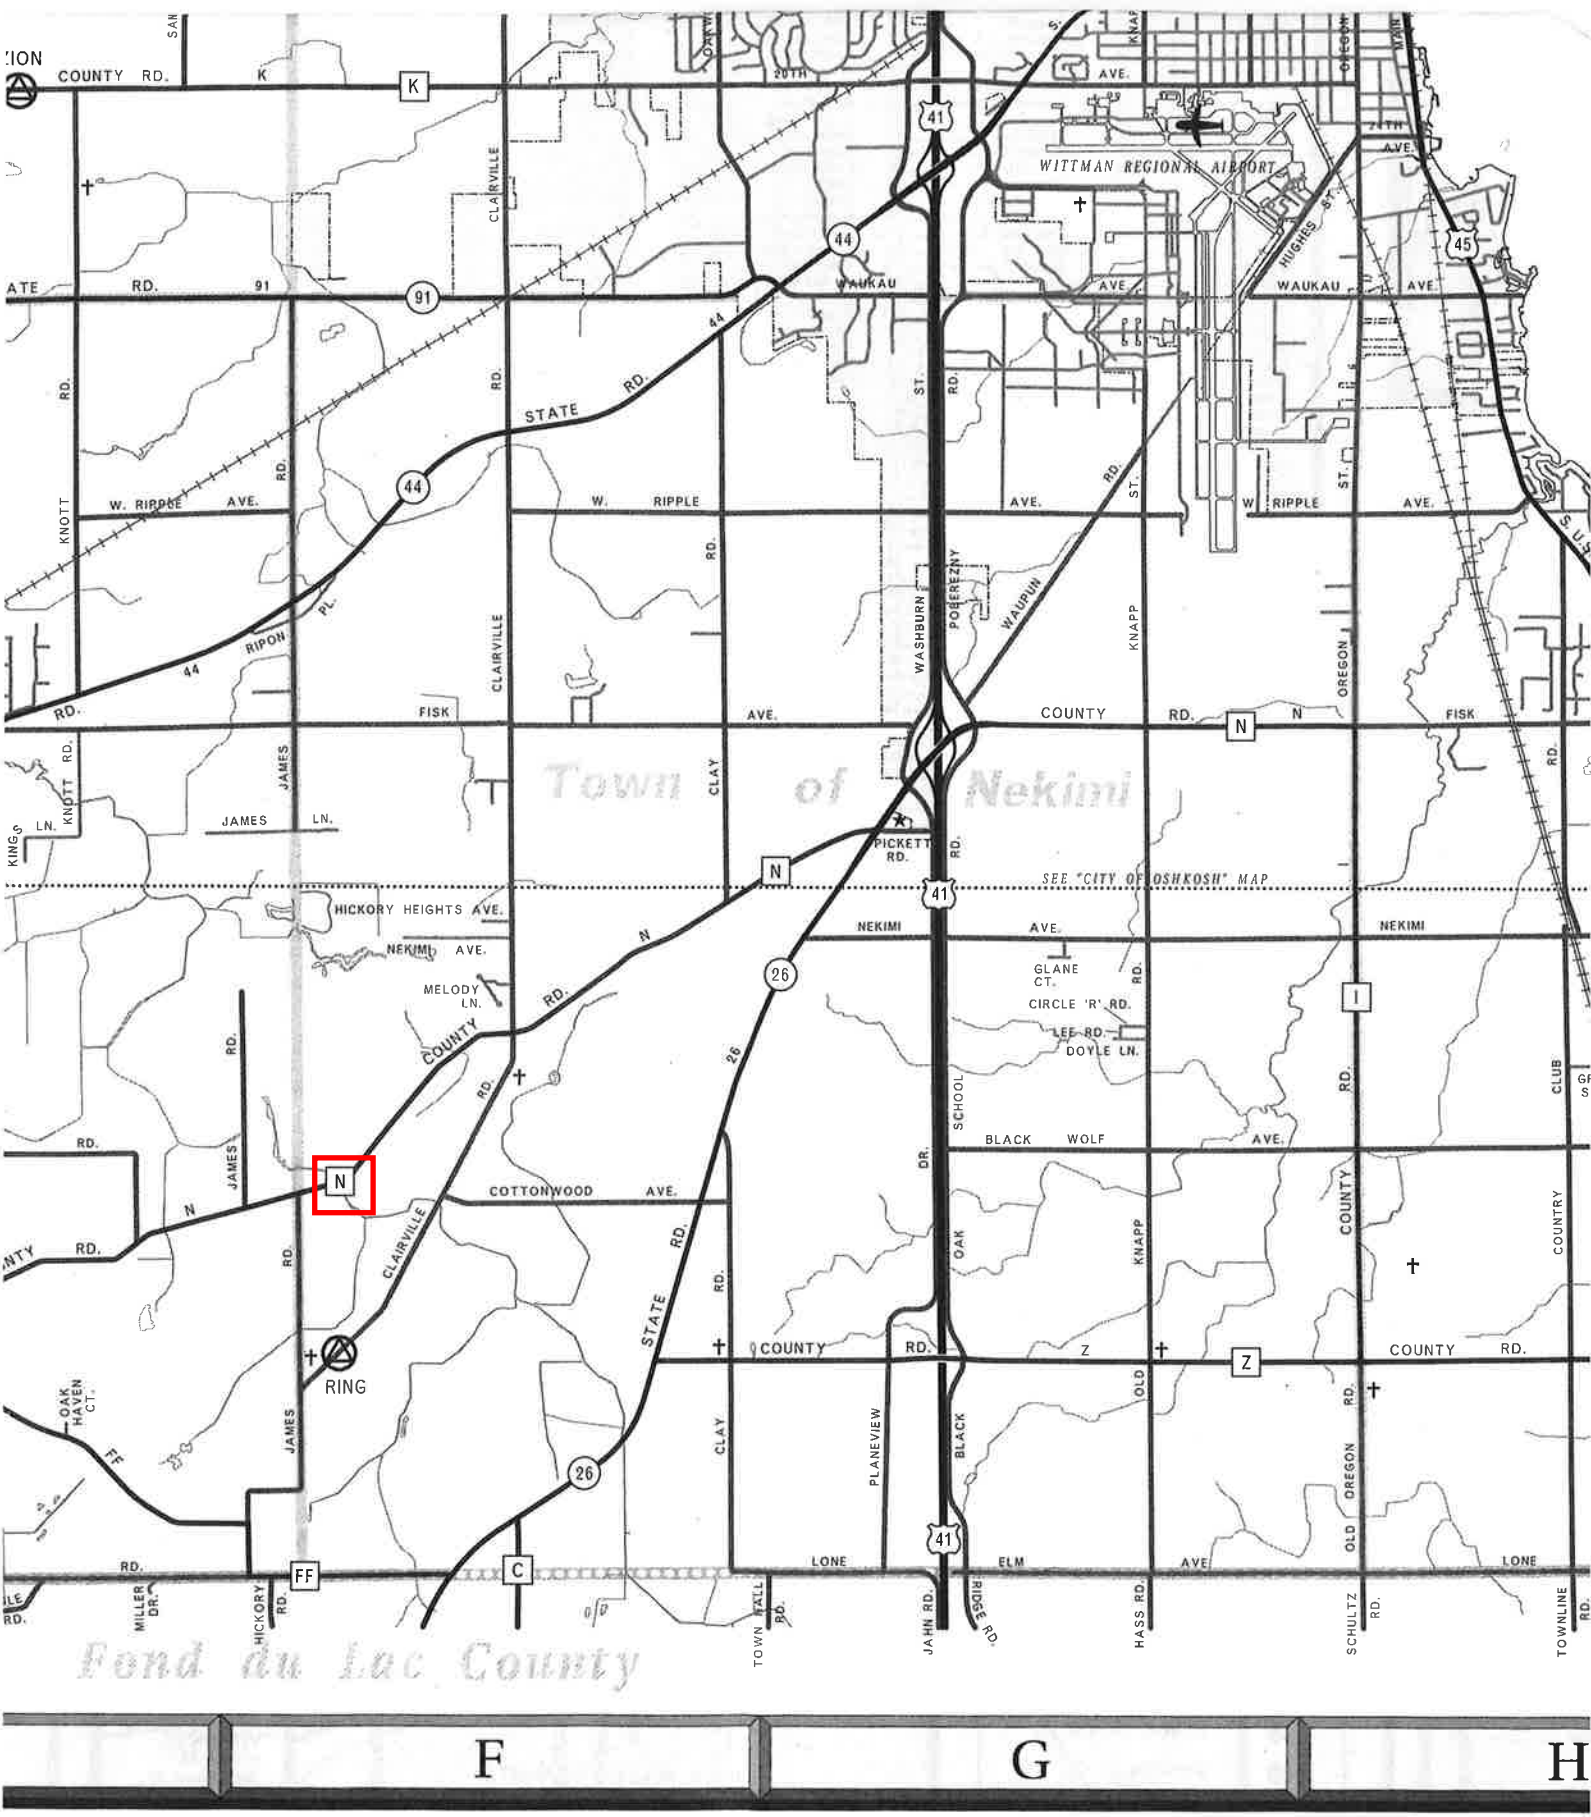 COUNTY RD. K
K
20TH
AVE.
KNAPP
OREGON
MAIN
S.
41
24TH
AVE.
WITTMAN REGIONAL AIRPORT
CLAIRVILLE
44
HUGHES ST.
45
RD. 91
91
WAUKAU
AVE.
WAUKAU AVE.
44
RD.
STATE
RD.
RD.
ST.
RD.
44
W. RIPPLE AVE.
RD.
W. RIPPLE
AVE.
RD.
ST.
W RIPPLE AVE.
ST.
KNOTT
RD.
S. U.S.
RIPON PL.
44
RD.
CLAIRVILLE
WASHBURN
POBEREZNY
WAUPUN
KNAPP
OREGON
FISK AVE.
COUNTY RD. N
N
FISK
KNOTT RD.
JAMES
CLAY
RD.
Town of Nekimi
KINGS LN.
JAMES LN.
PICKETT
RD.
RD.
N
41
SEE "CITY OF OSHKOSH" MAP
HICKORY HEIGHTS AVE.
NEKIMI AVE.
N
NEKIMI
AVE.
NEKIMI
26
GLANE
CT.
RD.
MELODY
LN.
RD.
COUNTY
CIRCLE 'R' RD.
LEE RD.
DOYLE LN.
I
RD.
26
RD.
SCHOOL
RD.
CLUB
RD.
JAMES
BLACK WOLF AVE.
DR.
N
COTTONWOOD AVE.
N
RD.
CLAIRVILLE
RD.
RD.
STATE
RD.
OAK
KNAPP
COUNTY
COUNTRY
RING
COUNTY RD. Z
Z
COUNTY RD.
OAK
HAVEN
CT.
FF
JAMES
26
CLAY
PLANEVIEW
BLACK
OLD
RD.
OREGON
OLD
41
RD.
FF
C
LONE
ELM
AVE
LONE
RD.
MILLER
DR.
HICKORY
RD.
TOWN HALL
RD.
JAHN RD.
RIDGE RD.
HASS RD.
SCHULTZ
RD.
TOWNLINE
RD.
Fond du Lac County
F
G
H